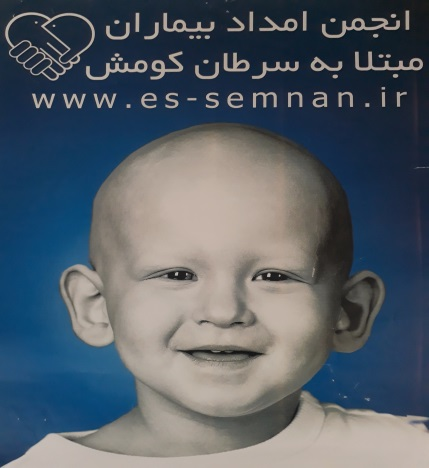 انجمن امداد بیماران
مبتلا به سرطان کومش
www.es-semnan.ir